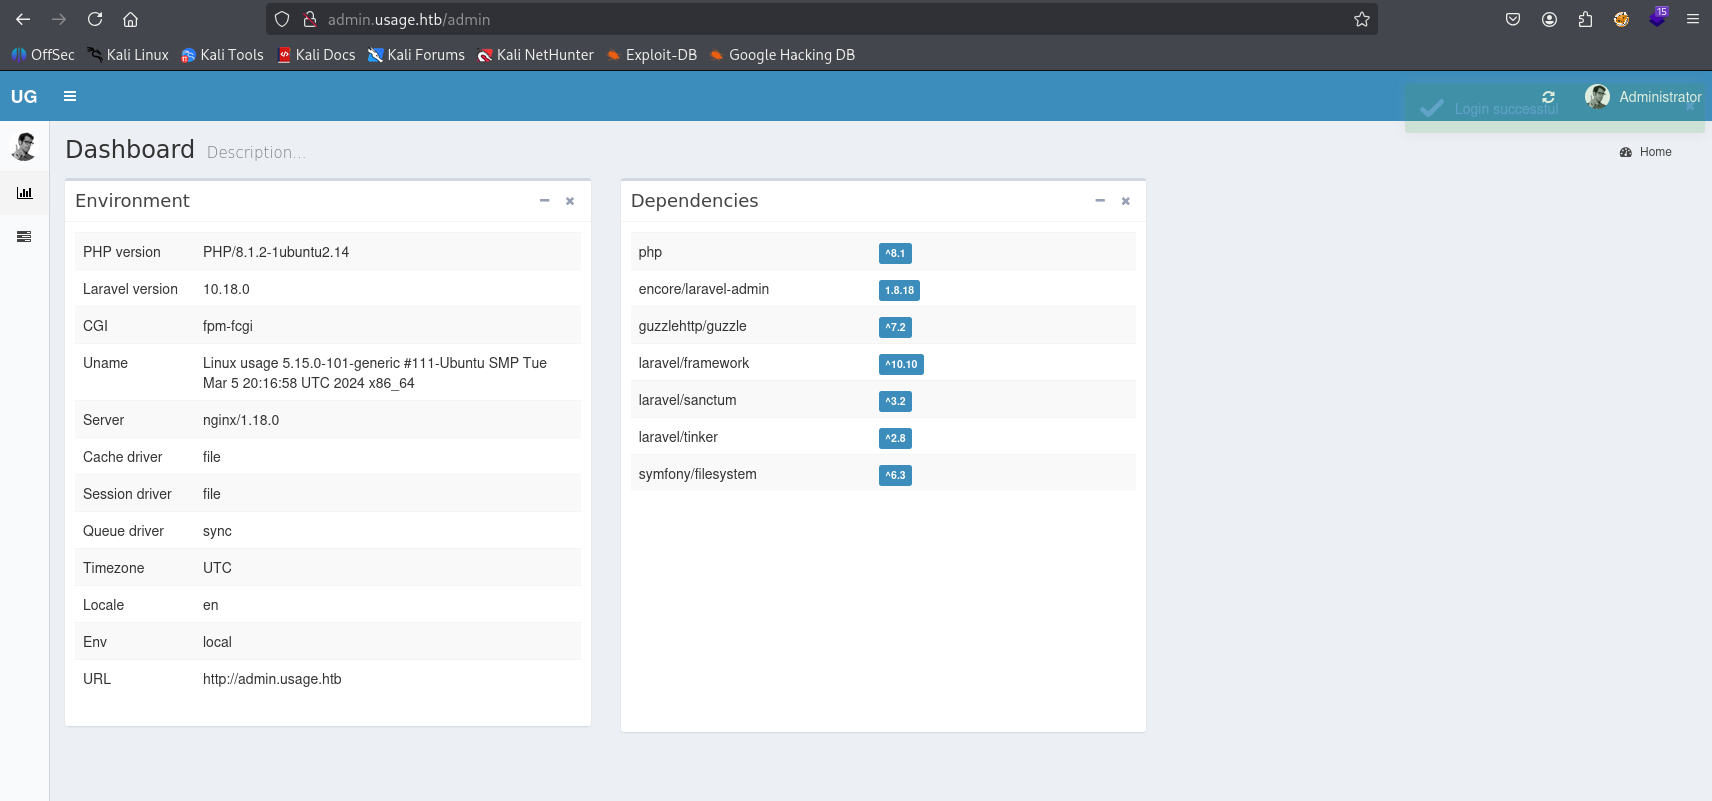 admin.usage.htb/admin
15
OffSec Kali Linux Kali Tools Kali Docs Kali Forums Kali NetHunter Exploit-DB Google Hacking DB
UG
Login successful
Administrator
Dashboard Description...
Home
Environment
PHP version PHP/8.1.2-1ubuntu2.14
Laravel version 10.18.0
CGI fpm-fcgi
Uname Linux usage 5.15.0-101-generic #111-Ubuntu SMP Tue
Mar 5 20:16:58 UTC 2024 x86_64
Server nginx/1.18.0
Cache driver file
Session driver file
Queue driver sync
Timezone UTC
Locale en
Env local
URL http://admin.usage.htb
Dependencies
php ^8.1
encore/laravel-admin 1.8.18
guzzlehttp/guzzle ^7.2
laravel/framework ^10.10
laravel/sanctum ^3.2
laravel/tinker ^2.8
symfony/filesystem ^6.3